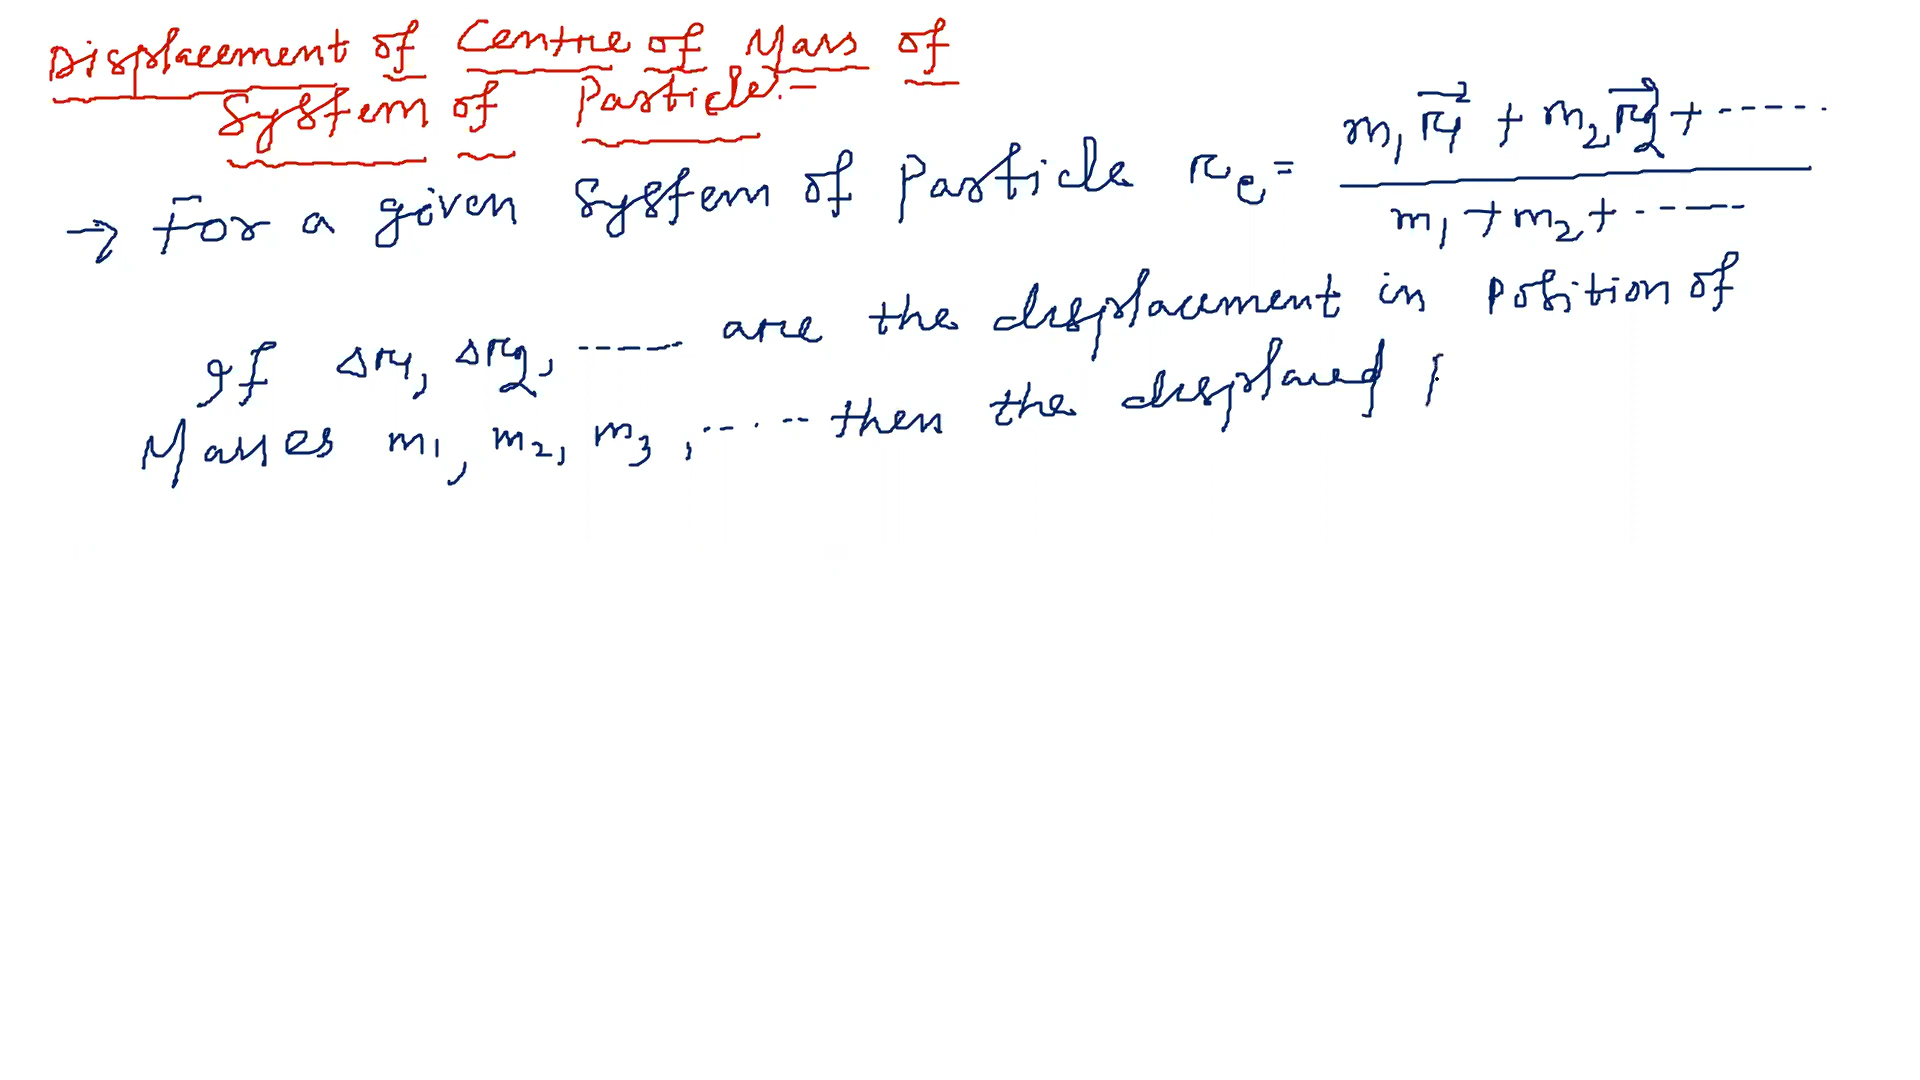 Displacement of Centre of Mass of
System of Particle:-
→ For a given System of Particle r_c = (m₁r₁⃗ + m₂r₂⃗ + ------) / (m₁ + m₂ + ------)
If Δr₁, Δr₂, ----- are the displacement in position of
Masses m₁, m₂, m₃, ------ then the displaced